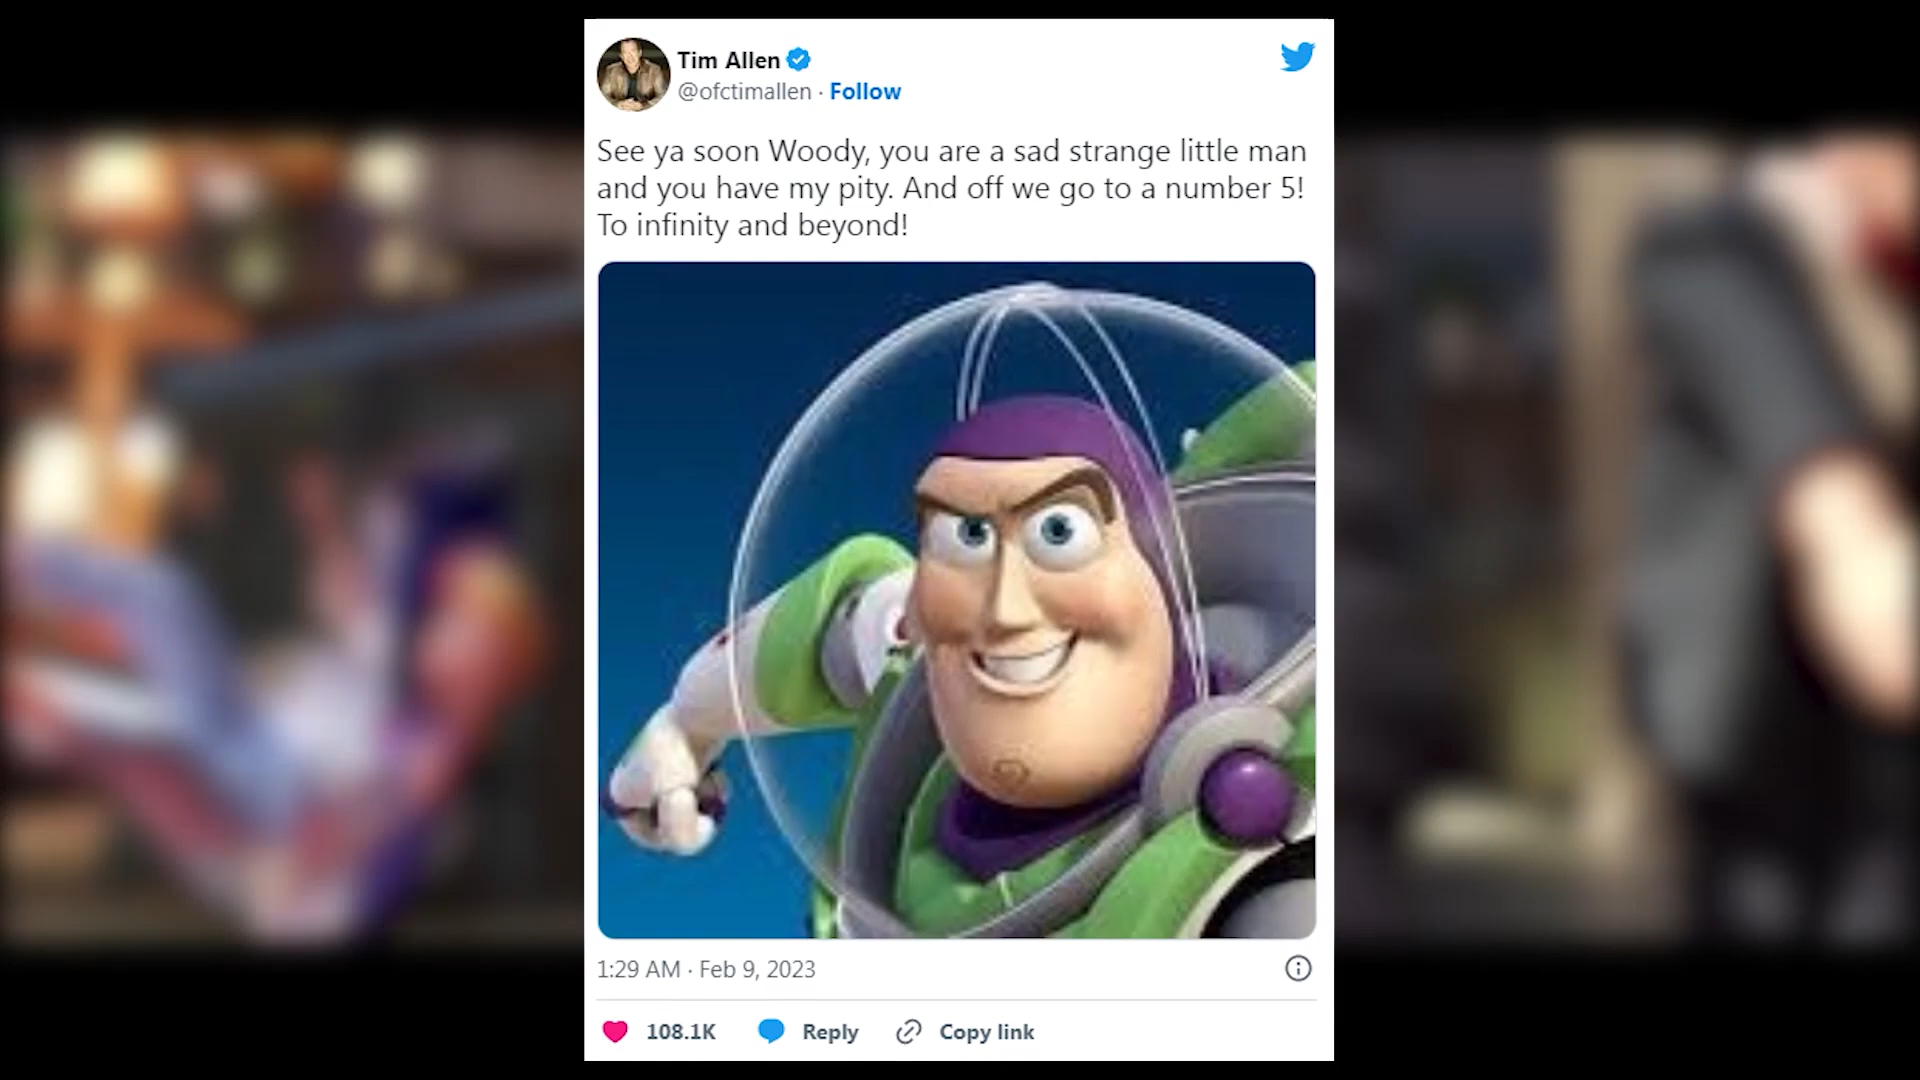 Tim Allen
@ofctimallen · Follow
See ya soon Woody, you are a sad strange little man
and you have my pity. And off we go to a number 5!
To infinity and beyond!
1:29 AM · Feb 9, 2023
108.1K Reply Copy link